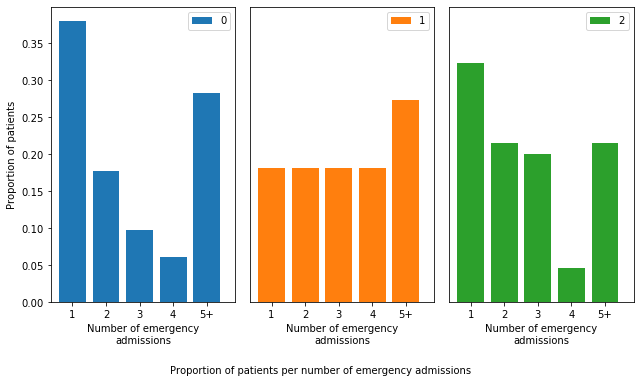 0
1
2
0.35
0.30
0.25
0.20
0.15
0.10
0.05
0.00
Proportion of patients
1 2 3 4 5+
1 2 3 4 5+
1 2 3 4 5+
Number of emergency
admissions
Number of emergency
admissions
Number of emergency
admissions
Proportion of patients per number of emergency admissions